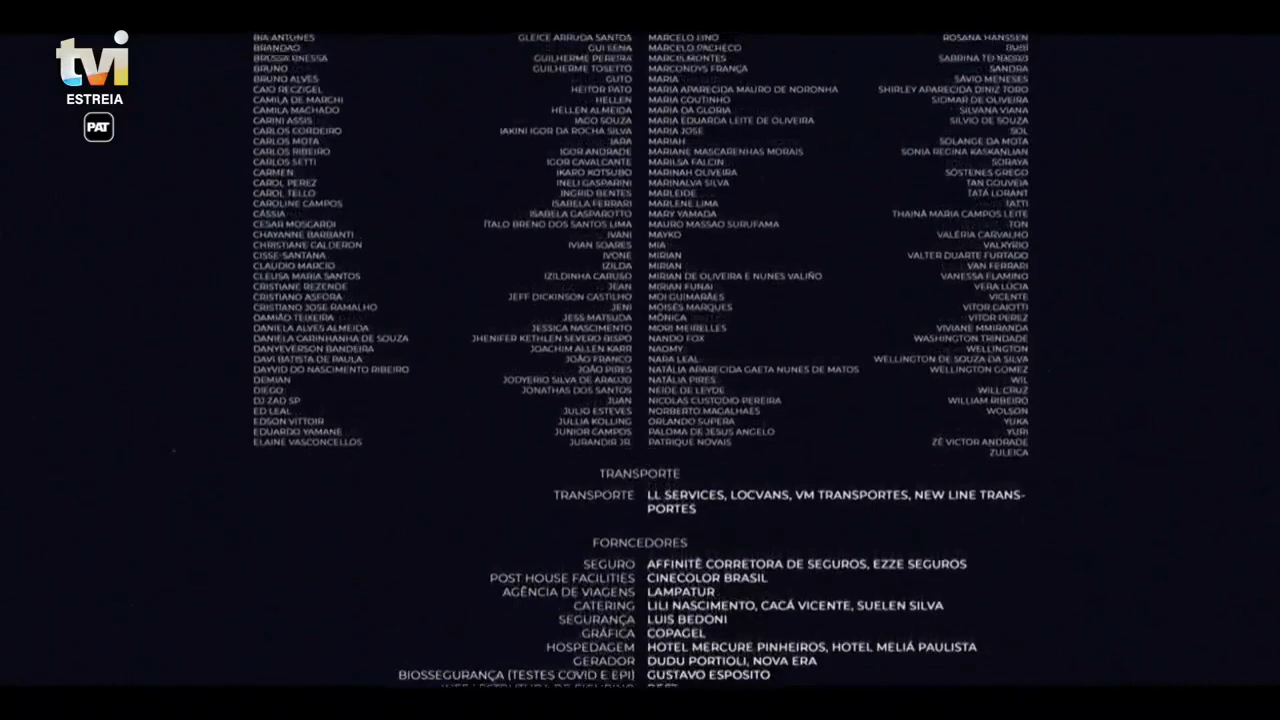 tvi
ESTREIA
PAT
BIA ANTUNES GLEICE ARRUDA SANTOS MARCELO LINO ROSANA HANSSEN
BRANDAO MARCELO PACHECO
GUILHERME PEREIRA MARCELMONTES
BRUNO GUILHERME TOSETTO MARCONDYS FRANÇA SANDRA
BRUNO ALVES GUTO MARIA SÁVIO MENESES
CAIO RECZIGEL HEITOR PATO MARIA APARECIDA MAURO DE NORONHA SHIRLEY APARECIDA DINIZ TORO
CAMILA DE MARCHI HELLEN MARIA COUTINHO SIDMAR DE OLIVEIRA
CAMILA MACHADO HELLEN ALMEIDA MARIA DA GLORIA SILVANA VIANA
CARINI ASSIS IAGO SOUZA MARIA EDUARDA LEITE DE OLIVEIRA SILVIO DE SOUZA
CARLOS CORDEIRO IAKINI IGOR DA ROCHA SILVA MARIA JOSE SOL
CARLOS MOTA IARA MARIAH SOLANGE DA MOTA
CARLOS RIBEIRO IGOR ANDRADE MARIANE MASCARENHAS MORAIS SONIA REGINA KASKANLIAN
CARLOS SETTI IGOR CAVALCANTE MARILSA FALCIN SORAYA
CARMEN IKARO KOTSUBO MARINAH OLIVEIRA SÓSTENES GREGO
CAROL PEREZ INELI GASPARINI MARINALVA SILVA TAN GOUVEIA
CAROL TELLO INGRID BENTES MARLEIDE TATÁ LORANT
CAROLINE CAMPOS ISABELA FERRARI MARLENE LIMA TATTI
CÁSSIA ISABELA GASPAROTTO MARY YAMADA THAINÁ MARIA CAMPOS LEITE
CESAR MOSCARDI ÍTALO BRENO DOS SANTOS LIMA MAURO MASSAO SURUFAMA TON
CHAYANNE BARBANTI IVANI MAYKO VALÉRIA CARVALHO
CHRISTIANE CALDERON IVIAN SOARES MIA VALKYRIO
CISSE-SANTANA IVONE MIRIAN VALTER DUARTE FURTADO
CLAUDIO MARCIO IZILDA MIRIAN VAN FERRARI
CLEUSA MARIA SANTOS IZILDINHA CARUSO MIRIAN DE OLIVEIRA E NUNES VALIÑO VANESSA FLAMINO
CRISTIANE REZENDE JEAN MIRIAN FUNAI VERA LÚCIA
CRISTIANO ASFORA JEFF DICKINSON CASTILHO MOI GUIMARÃES VICENTE
CRISTIANO JOSE RAMALHO JENI MOISÉS MARQUES VITOR GAIOTTI
DAMIÃO TEIXEIRA JESS MATSUDA MÔNICA VITOR PEREZ
DANIELA ALVES ALMEIDA JESSICA NASCIMENTO MORI MEIRELLES VIVIANE MMIRANDA
DANIELA CARINHANHA DE SOUZA JHENIFER KETHLEN SEVERO BISPO NANDO FOX WASHINGTON TRINDADE
DANYEVERSON BANDEIRA JOACHIM ALLEN KARR NAOMY WELLINGTON
DAVI BATISTA DE PAULA JOÃO FRANCO NARA LEAL WELLINGTON DE SOUZA DA SILVA
DAYVID DO NASCIMENTO RIBEIRO JOÃO PIRES NATÁLIA APARECIDA GAETA NUNES DE MATOS WELLINGTON GOMEZ
DEMIAN JODYERIO SILVA DE ARAUJO NATÁLIA PIRES WIL
DIEGO JONATHAS DOS SANTOS NEIDE DE LEYDE WILL CRUZ
DJ ZAD SP JUAN NICOLAS CUSTODIO PEREIRA WILLIAM RIBEIRO
ED LEAL JULIO ESTEVES NORBERTO MAGALHAES WOLSON
EDSON VITTOIR JULLIA KOLLING ORLANDO SUPERA YUKA
EDUARDO YAMANE JUNIOR CAMPOS PALOMA DE JESUS ANGELO YURI
ELAINE VASCONCELLOS JURANDIR JR. PATRIQUE NOVAIS ZÉ VICTOR ANDRADE
ZULEICA
TRANSPORTE
TRANSPORTE LL SERVICES, LOCVANS, VM TRANSPORTES, NEW LINE TRANS-
PORTES
FORNCEDORES
SEGURO AFFINITÊ CORRETORA DE SEGUROS, EZZE SEGUROS
POST HOUSE FACILITIES CINECOLOR BRASIL
AGÊNCIA DE VIAGENS LAMPATUR
CATERING LILI NASCIMENTO, CACÁ VICENTE, SUELEN SILVA
SEGURANÇA LUIS BEDONI
GRÁFICA COPAGEL
HOSPEDAGEM HOTEL MERCURE PINHEIROS, HOTEL MELIÁ PAULISTA
GERADOR DUDU PORTIOLI, NOVA ERA
BIOSSEGURANÇA (TESTES COVID E EPI) GUSTAVO ESPOSITO